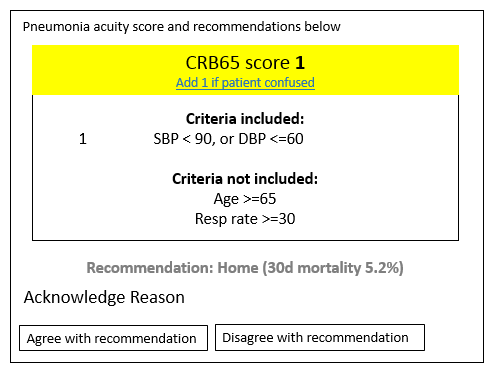 Pneumonia acuity score and recommendations below
CRB65 score 1
Add 1 if patient confused
Criteria included:
1 SBP < 90, or DBP <=60
Criteria not included:
Age >=65
Resp rate >=30
Recommendation: Home (30d mortality 5.2%)
Acknowledge Reason
Agree with recommendation Disagree with recommendation